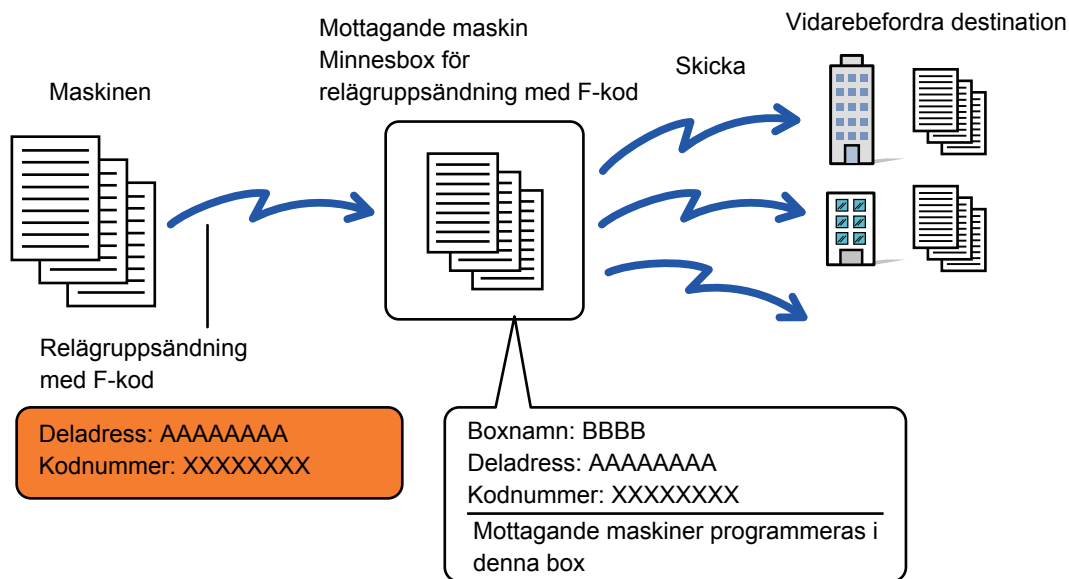 Maskinen
Mottagande maskin
Minnesbox för
relägruppsändning med F-kod
Skicka
Vidarebefordra destination
Relägruppsändning
med F-kod
Deladress: AAAAAAAA
Kodnummer: XXXXXXXX
Boxnamn: BBBB
Deladress: AAAAAAAA
Kodnummer: XXXXXXXX
Mottagande maskiner programmeras i
denna box